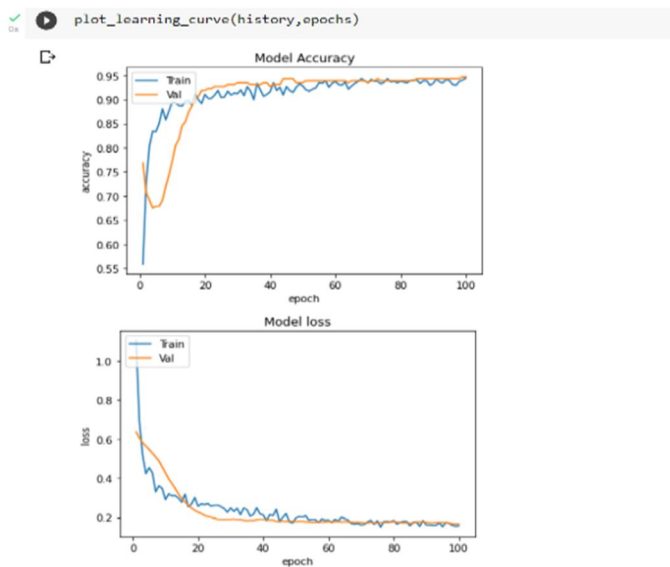 plot_learning_curve(history,epochs)
0s
Model Accuracy
Train
Val
0.95
0.90
0.85
0.80
0.75
0.70
0.65
0.60
0.55
accuracy
0 20 40 60 80 100
epoch
Model loss
Train
Val
1.0
0.8
0.6
0.4
0.2
loss
0 20 40 60 80 100
epoch